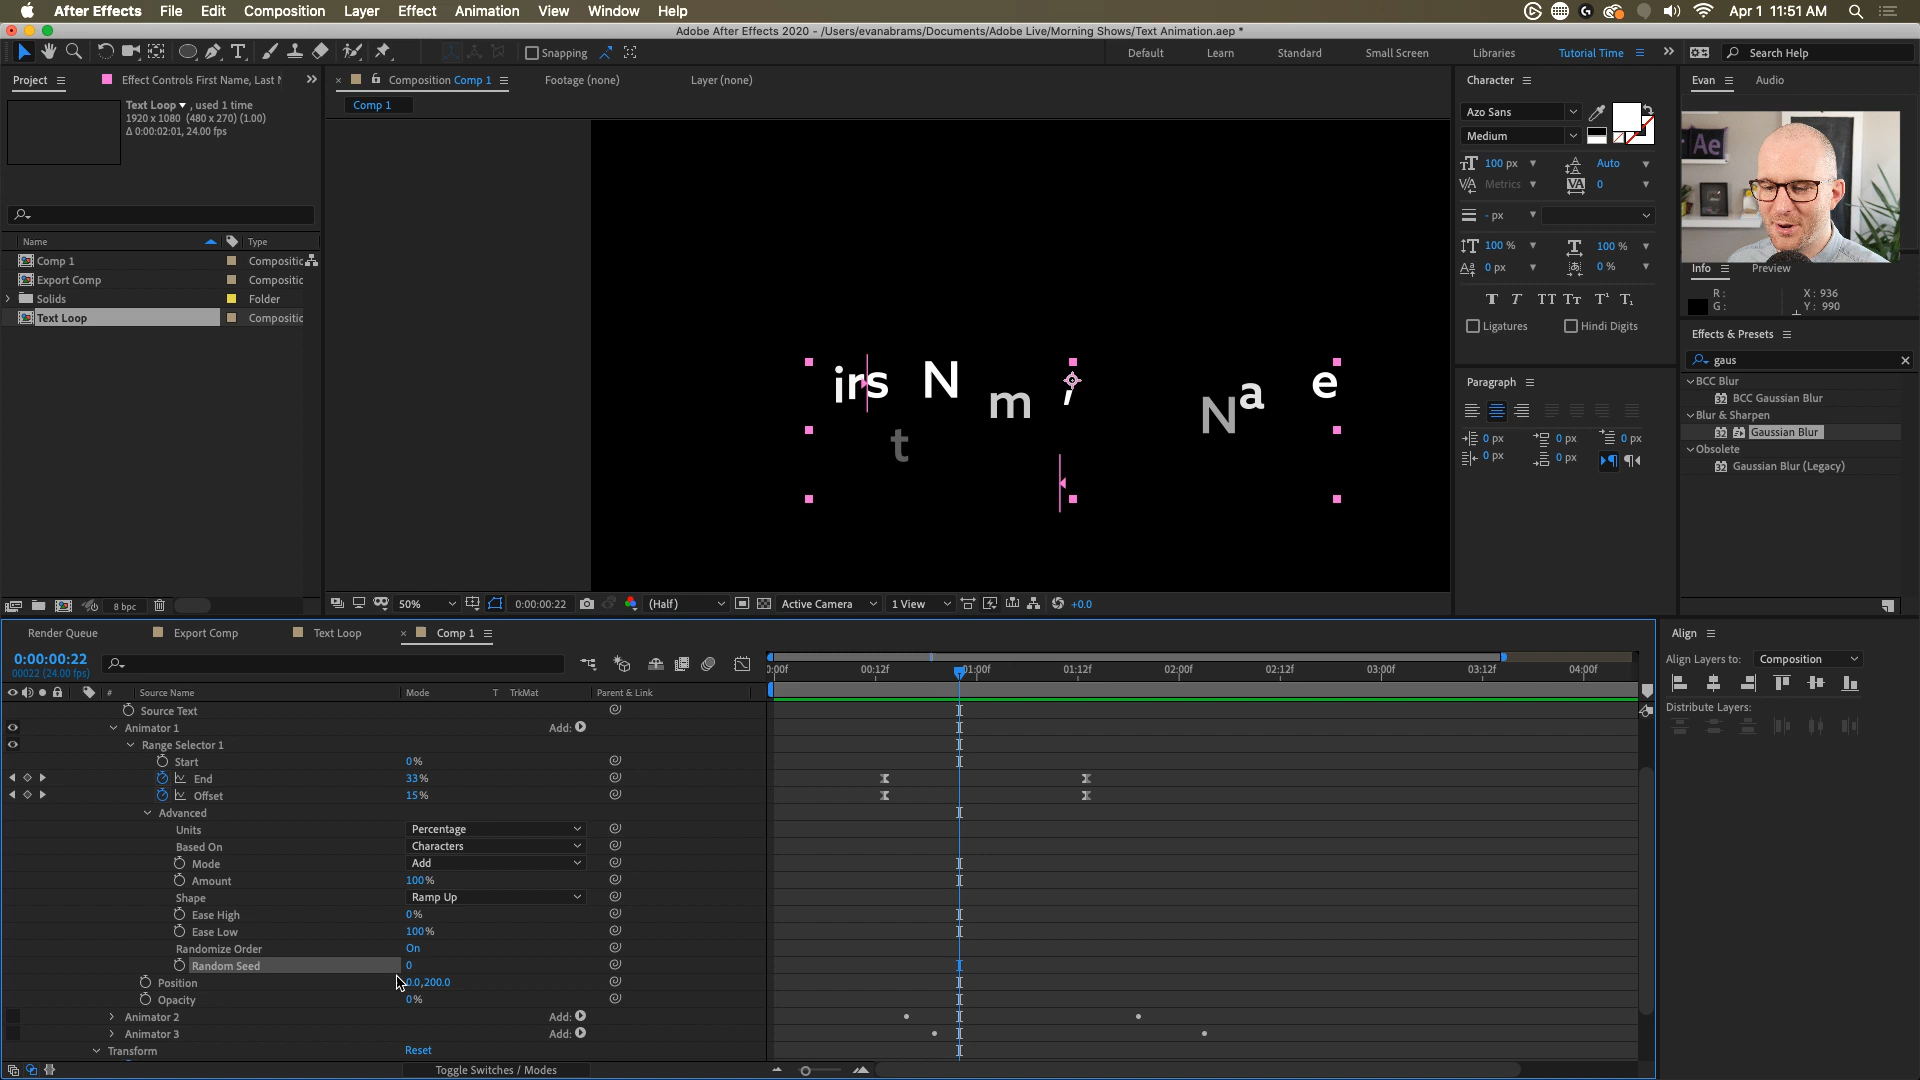 After Effects File Edit Composition Layer Effect Animation View Window Help
Apr 1 11:51 AM
Adobe After Effects 2020 - /Users/evanabrams/Documents/Adobe Live/Morning Shows/Text Animation.aep *
Snapping
Default Learn Standard Small Screen Libraries Tutorial Time
Search Help
Project
Effect Controls First Name, Last N
Composition Comp 1
Footage (none)
Layer (none)
Comp 1
Text Loop , used 1 time
1920 x 1080 (480 x 270) (1.00)
Δ 0:00:02:01, 24.00 fps
Name Type
Comp 1 Compositic
Export Comp Compositic
Solids Folder
Text Loop Compositic
8 bpc
irs N m , N a e
t
50% 0:00:00:22 (Half) Active Camera 1 View +0.0
Character
Azo Sans
Medium
100 px Auto
Metrics 0
- px
100 % 100 %
0 px 0 %
T T TT Tt T¹ T₁
Ligatures Hindi Digits
Paragraph
0 px 0 px 0 px
0 px 0 px
Evan Audio
Ae
Info Preview
R: X: 936
G: Y: 990
Effects & Presets
gaus
BCC Blur
BCC Gaussian Blur
Blur & Sharpen
Gaussian Blur
Obsolete
Gaussian Blur (Legacy)
Render Queue Export Comp Text Loop Comp 1
0:00:00:22
00022 (24.00 fps)
:00f 00:12f 01:00f 01:12f 02:00f 02:12f 03:00f 03:12f 04:00f
# Source Name Mode T TrkMat Parent & Link
Source Text
Animator 1 Add:
Range Selector 1
Start 0%
End 33%
Offset 15%
Advanced
Units Percentage
Based On Characters
Mode Add
Amount 100%
Shape Ramp Up
Ease High 0%
Ease Low 100%
Randomize Order On
Random Seed 0
Position 0.0,200.0
Opacity 0%
Animator 2 Add:
Animator 3 Add:
Transform Reset
Toggle Switches / Modes
Align
Align Layers to: Composition
Distribute Layers: